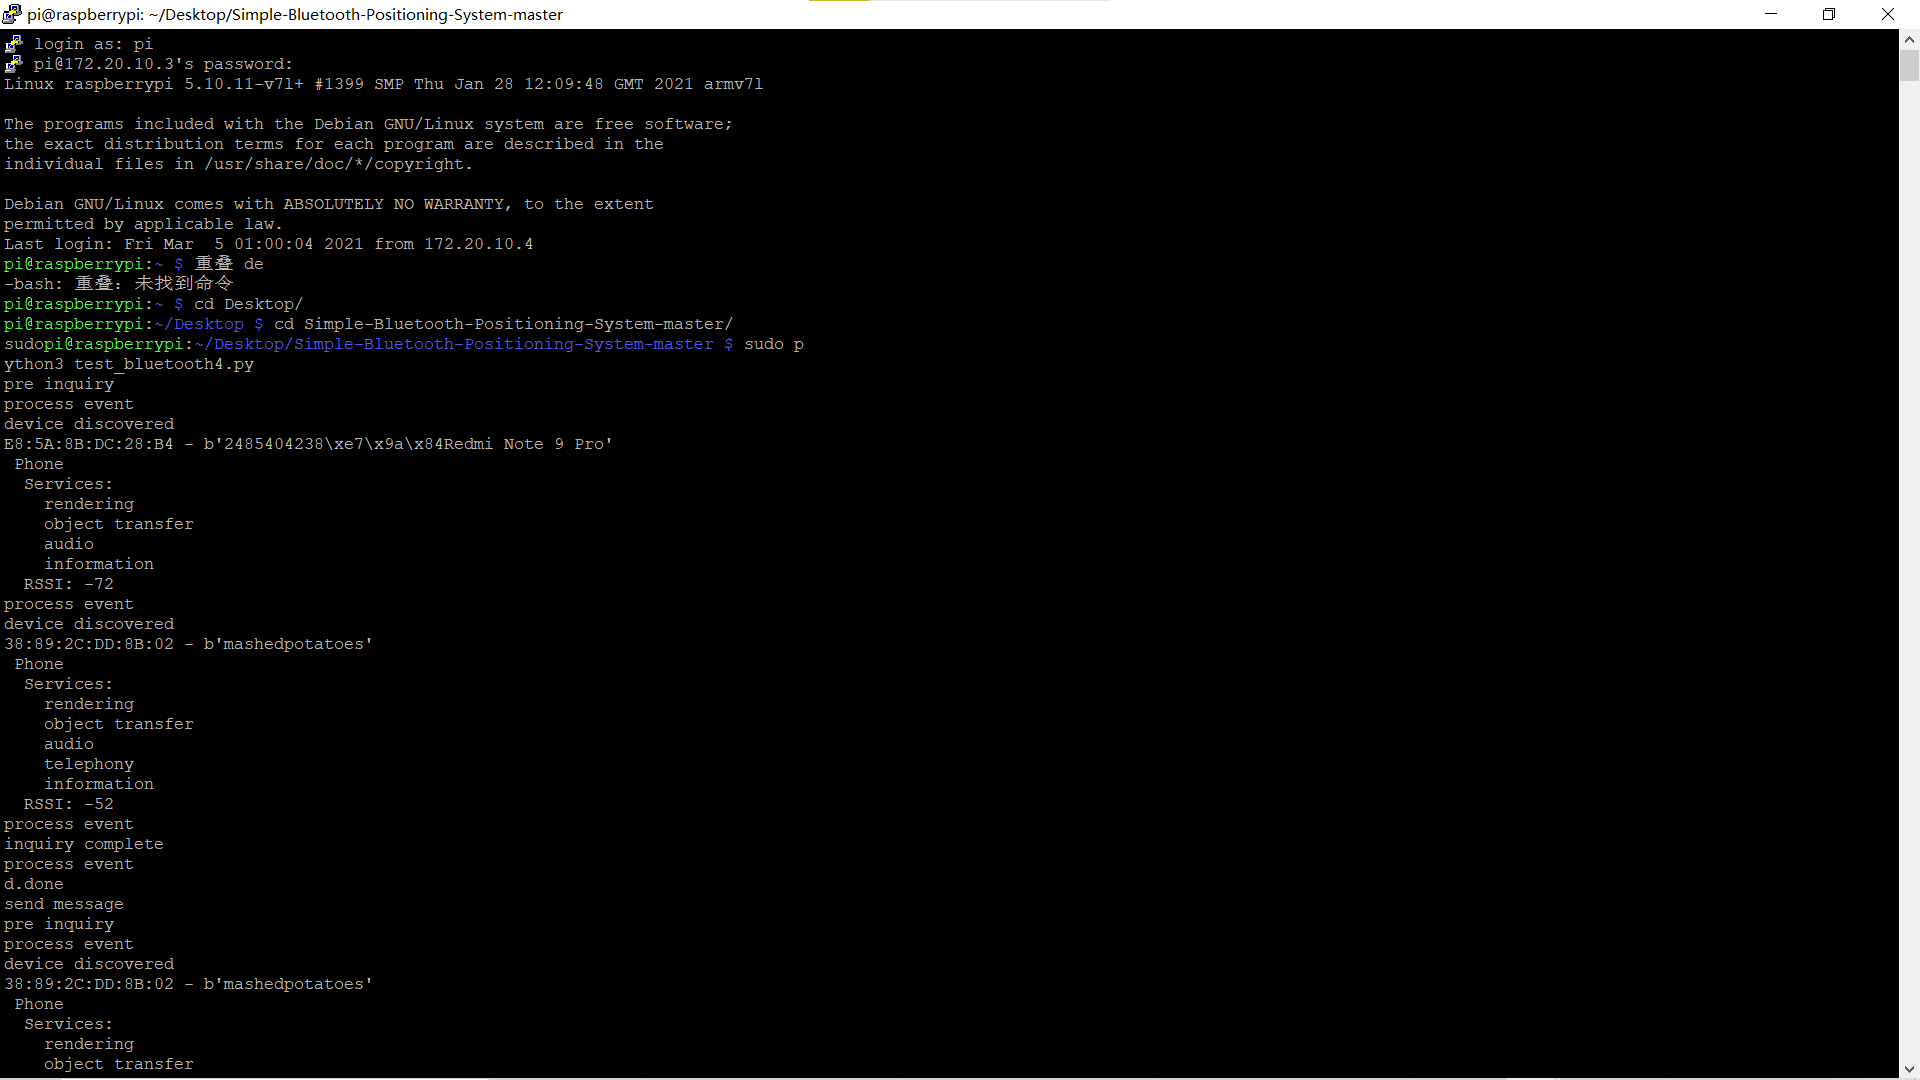 pi@raspberrypi: ~/Desktop/Simple-Bluetooth-Positioning-System-master
login as: pi
pi@172.20.10.3's password:
Linux raspberrypi 5.10.11-v7l+ #1399 SMP Thu Jan 28 12:09:48 GMT 2021 armv7l
The programs included with the Debian GNU/Linux system are free software;
the exact distribution terms for each program are described in the
individual files in /usr/share/doc/*/copyright.
Debian GNU/Linux comes with ABSOLUTELY NO WARRANTY, to the extent
permitted by applicable law.
Last login: Fri Mar  5 01:00:04 2021 from 172.20.10.4
pi@raspberrypi:~ $ 重叠 de
-bash: 重叠: 未找到命令
pi@raspberrypi:~ $ cd Desktop/
pi@raspberrypi:~/Desktop $ cd Simple-Bluetooth-Positioning-System-master/
sudopi@raspberrypi:~/Desktop/Simple-Bluetooth-Positioning-System-master $ sudo p
ython3 test_bluetooth4.py
pre inquiry
process event
device discovered
E8:5A:8B:DC:28:B4 - b'2485404238\xe7\x9a\x84Redmi Note 9 Pro'
Phone
Services:
rendering
object transfer
audio
information
RSSI: -72
process event
device discovered
38:89:2C:DD:8B:02 - b'mashedpotatoes'
Phone
Services:
rendering
object transfer
audio
telephony
information
RSSI: -52
process event
inquiry complete
process event
d.done
send message
pre inquiry
process event
device discovered
38:89:2C:DD:8B:02 - b'mashedpotatoes'
Phone
Services:
rendering
object transfer